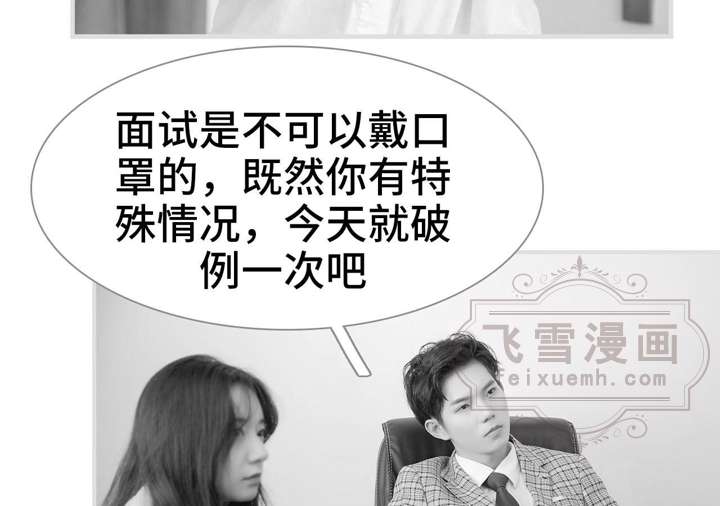 面试是不可以戴口
罩的，既然你有特
殊情况，今天就破
例一次吧
飞雪漫画
feixuemh.com